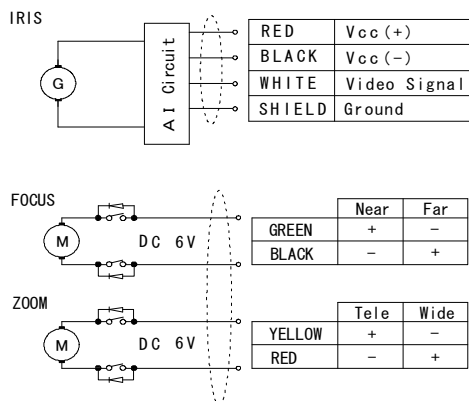 IRIS
G
AI Circuit
RED Vcc(+)
BLACK Vcc(-)
WHITE Video Signal
SHIELD Ground
FOCUS
M
DC 6V
Near Far
GREEN + -
BLACK - +
ZOOM
M
DC 6V
Tele Wide
YELLOW + -
RED - +